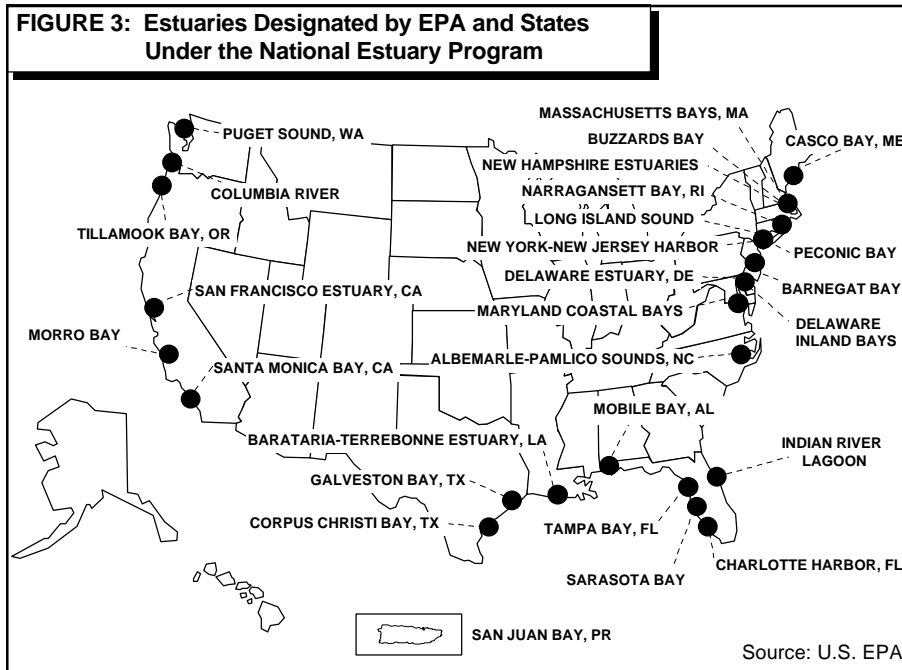 FIGURE 3: Estuaries Designated by EPA and States
Under the National Estuary Program
MASSACHUSETTS BAYS, MA
BUZZARDS BAY
CASCO BAY, ME
PUGET SOUND, WA
NEW HAMPSHIRE ESTUARIES
NARRAGANSETT BAY, RI
COLUMBIA RIVER
LONG ISLAND SOUND
TILLAMOOK BAY, OR
NEW YORK-NEW JERSEY HARBOR
PECONIC BAY
DELAWARE ESTUARY, DE
BARNEGAT BAY
SAN FRANCISCO ESTUARY, CA
MARYLAND COASTAL BAYS
DELAWARE
INLAND BAYS
MORRO BAY
ALBEMARLE-PAMLICO SOUNDS, NC
SANTA MONICA BAY, CA
MOBILE BAY, AL
BARATARIA-TERREBONNE ESTUARY, LA
INDIAN RIVER
LAGOON
GALVESTON BAY, TX
CORPUS CHRISTI BAY, TX
TAMPA BAY, FL
CHARLOTTE HARBOR, FL
SARASOTA BAY
SAN JUAN BAY, PR
Source: U.S. EPA